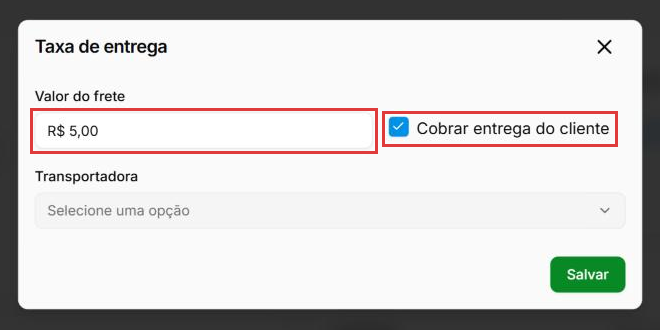 Taxa de entrega
Valor do frete
R$ 5,00
Cobrar entrega do cliente
Transportadora
Selecione uma opção
Salvar